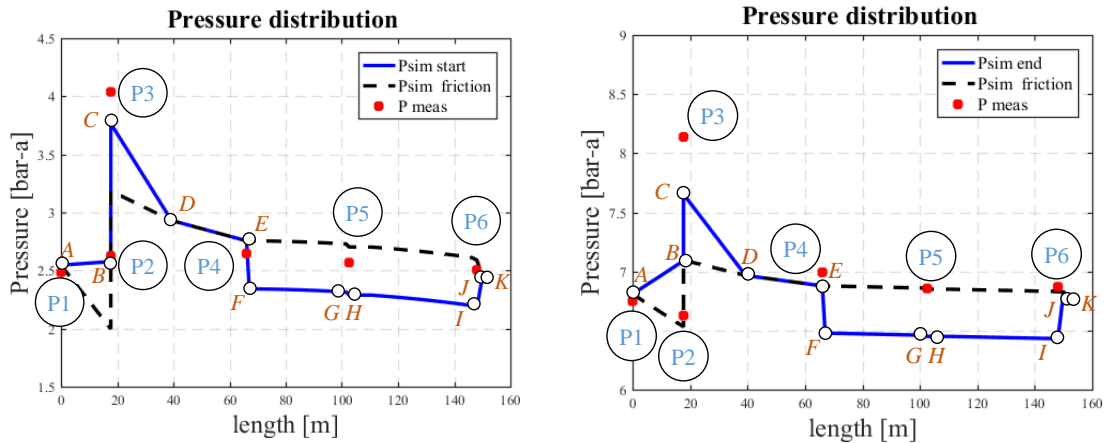 Pressure distribution
Pressure [bar-a]
4.5
4
3.5
3
2.5
2
1.5
0
20
40
60
80
100
120
140
160
length [m]
Psim start
Psim friction
P meas
P3
C
D
E
P5
P6
A
B
P2
P4
P1
F
G
H
I
J
K
Pressure distribution
Pressure [bar-a]
9
8.5
8
7.5
7
6.5
6
0
20
40
60
80
100
120
140
160
length [m]
Psim end
Psim friction
P meas
P3
C
B
D
P4
E
P5
P6
A
P1
P2
F
G
H
I
J
K